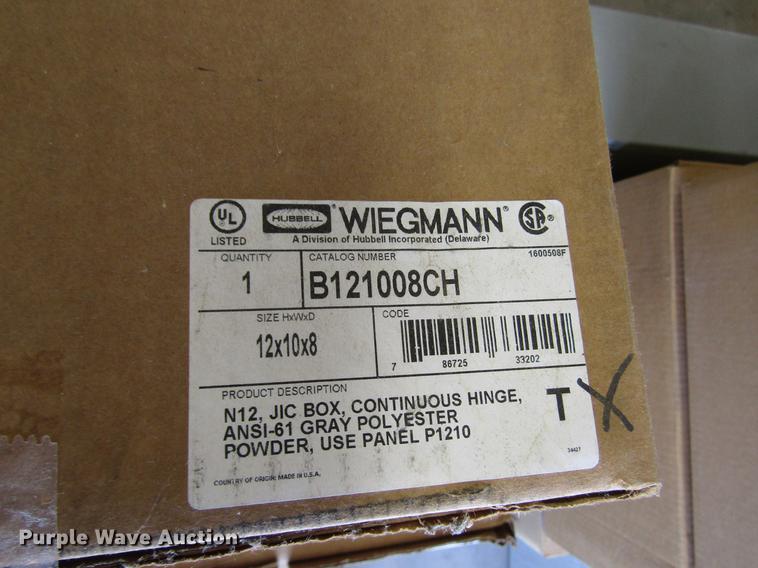 UL
LISTED
HUBBELL
WIEGMANN®
SA®
A Division of Hubbell Incorporated (Delaware)
QUANTITY
1
CATALOG NUMBER
1600508F
B121008CH
SIZE HxWxD
12x10x8
CODE
7 86725 33202
PRODUCT DESCRIPTION
N12, JIC BOX, CONTINUOUS HINGE,
ANSI-61 GRAY POLYESTER
POWDER, USE PANEL P1210
T X
34427
COUNTRY OF ORIGIN: MADE IN U.S.A.
Purple Wave Auction